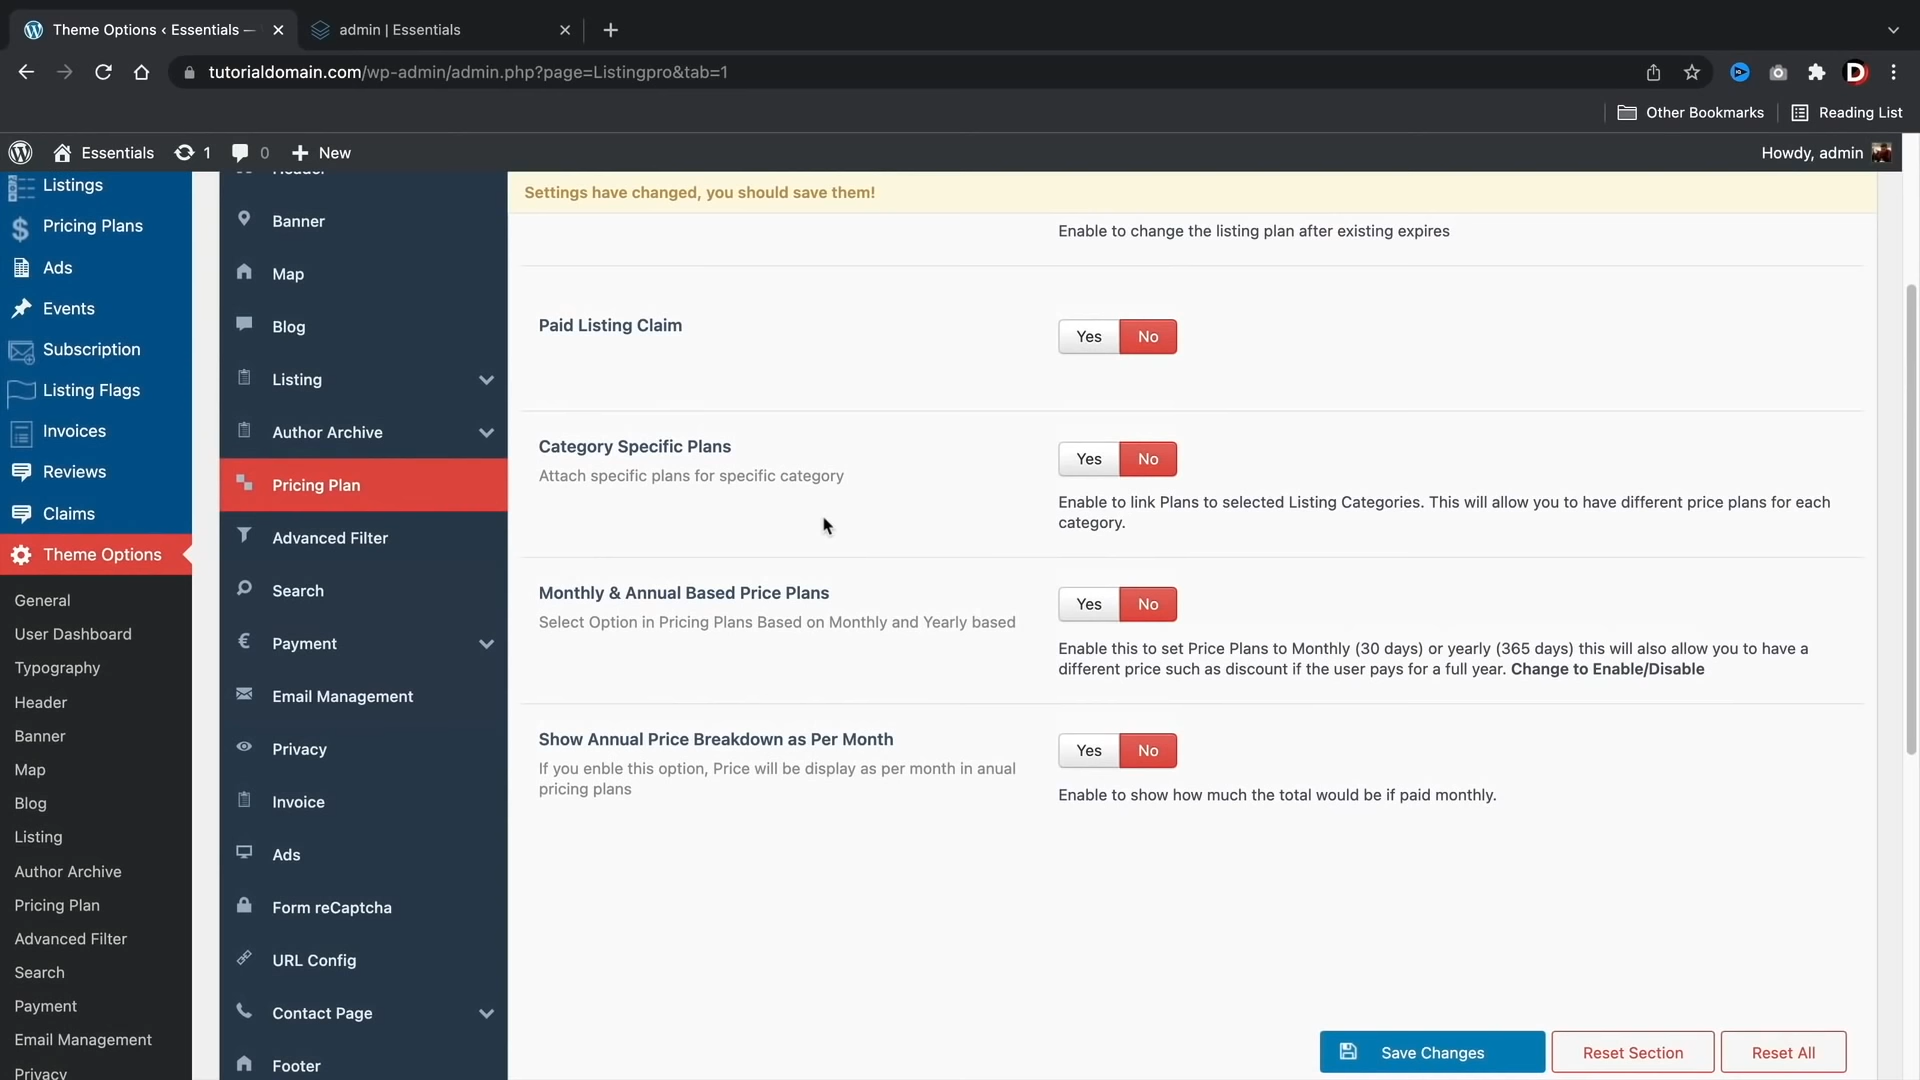 Theme Options ‹ Essentials —
admin | Essentials
tutorialdomain.com/wp-admin/admin.php?page=Listingpro&tab=1
Other Bookmarks
Reading List
Essentials
1
0
New
Howdy, admin
Listings
Pricing Plans
Ads
Events
Subscription
Listing Flags
Invoices
Reviews
Claims
Theme Options
General
User Dashboard
Typography
Header
Banner
Map
Blog
Listing
Author Archive
Pricing Plan
Advanced Filter
Search
Payment
Email Management
Privacy
Header
Banner
Map
Blog
Listing
Author Archive
Pricing Plan
Advanced Filter
Search
Payment
Email Management
Privacy
Invoice
Ads
Form reCaptcha
URL Config
Contact Page
Footer
Settings have changed, you should save them!
Enable to change the listing plan after existing expires
Paid Listing Claim
Yes No
Category Specific Plans
Attach specific plans for specific category
Yes No
Enable to link Plans to selected Listing Categories. This will allow you to have different price plans for each
category.
Monthly & Annual Based Price Plans
Select Option in Pricing Plans Based on Monthly and Yearly based
Yes No
Enable this to set Price Plans to Monthly (30 days) or yearly (365 days) this will also allow you to have a
different price such as discount if the user pays for a full year. Change to Enable/Disable
Show Annual Price Breakdown as Per Month
If you enble this option, Price will be display as per month in anual
pricing plans
Yes No
Enable to show how much the total would be if paid monthly.
Save Changes
Reset Section
Reset All